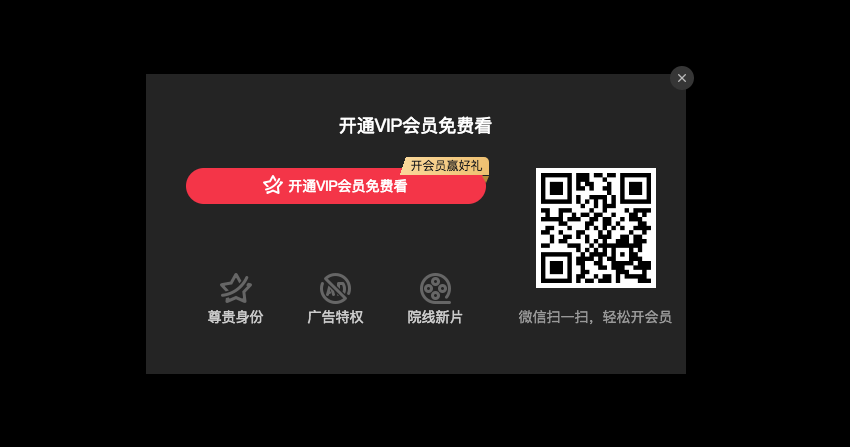 开通VIP会员免费看
开会员赢好礼
开通VIP会员免费看
尊贵身份
广告特权
院线新片
微信扫一扫，轻松开会员